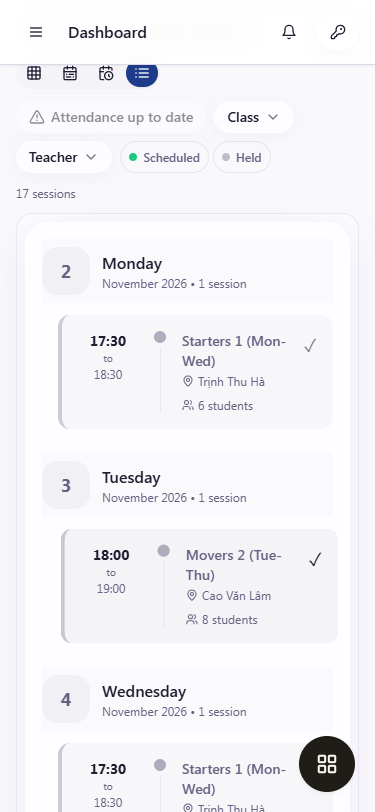 Dashboard
Attendance up to date
Class
Teacher
Scheduled
Held
17 sessions
2
Monday
November 2026 • 1 session
17:30
to
18:30
Starters 1 (Mon-
Wed)
Trịnh Thu Hà
6 students
3
Tuesday
November 2026 • 1 session
18:00
to
19:00
Movers 2 (Tue-
Thu)
Cao Văn Lâm
8 students
4
Wednesday
November 2026 • 1 session
17:30
to
18:30
Starters 1 (Mon-
Wed)
Trịnh Thu Hà